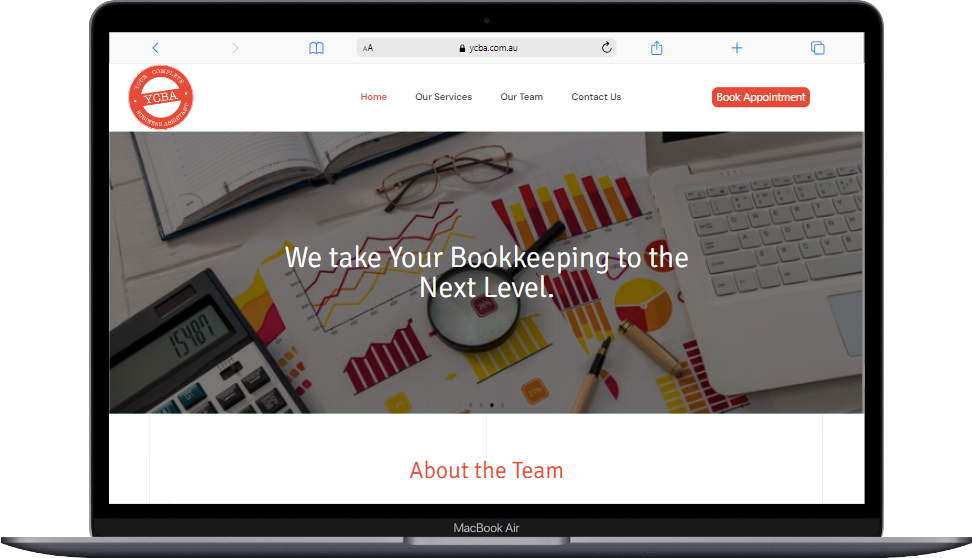 AA
ycba.com.au
YOUR COMPLETE
YCBA
BUSINESS ASSISTANT
Home
Our Services
Our Team
Contact Us
Book Appointment
We take Your Bookkeeping to the
Next Level.
15487
About the Team
MacBook Air